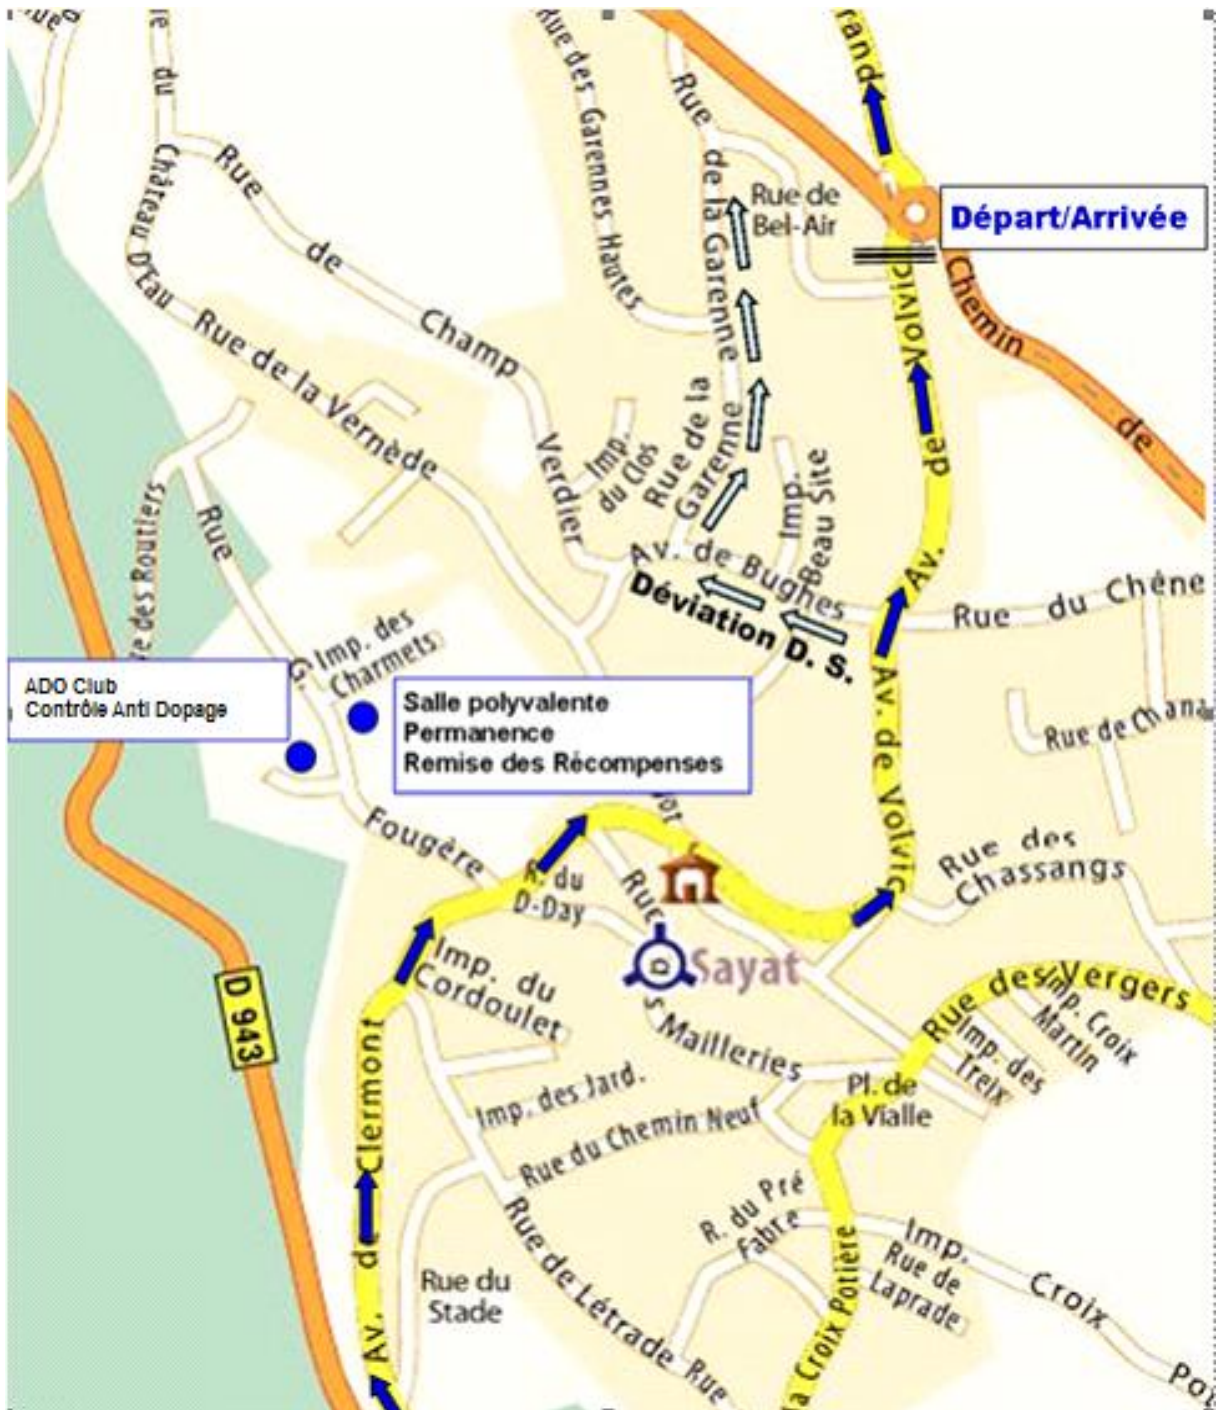 Rue
du
Château D'Eau
Rue
de
Champ
Verdier
Rue des Garennes Hautes
Rue
de
la Garenne
Rue de
Bel-Air
rand
Départ/Arrivée
Chemin
de
Av.
de
Volvic
Rue de la Vernède
Imp.
du Clos
Rue de la
Garenne
Imp.
Beau Site
Av. de Bughes
Déviation D. S.
Rue du Chêne
Av. de Volvic
Rue de Chana
Rue des
Chassangs
e des Routiers
Rue
G.
Fougère
Imp. des
Charmets
ADO Club
Contrôle Anti Dopage
Salle polyvalente
Permanence
Remise des Récompenses
R. du
D-Day
Rue
s Mailleries
D
Sayat
Imp. du
Cordoulet
D 943
Av. de Clermont
Imp. des Jard.
Rue du Chemin Neuf
Pl. de
la Vialle
Rue des Vergers
Imp. Croix
Martin
Imp. des
Treix
Rue du
Stade
Rue de Létrade
Rue
R. du Pré
Fabre
la Croix Potière
Imp.
Croix
Pot
Rue de
Laprade